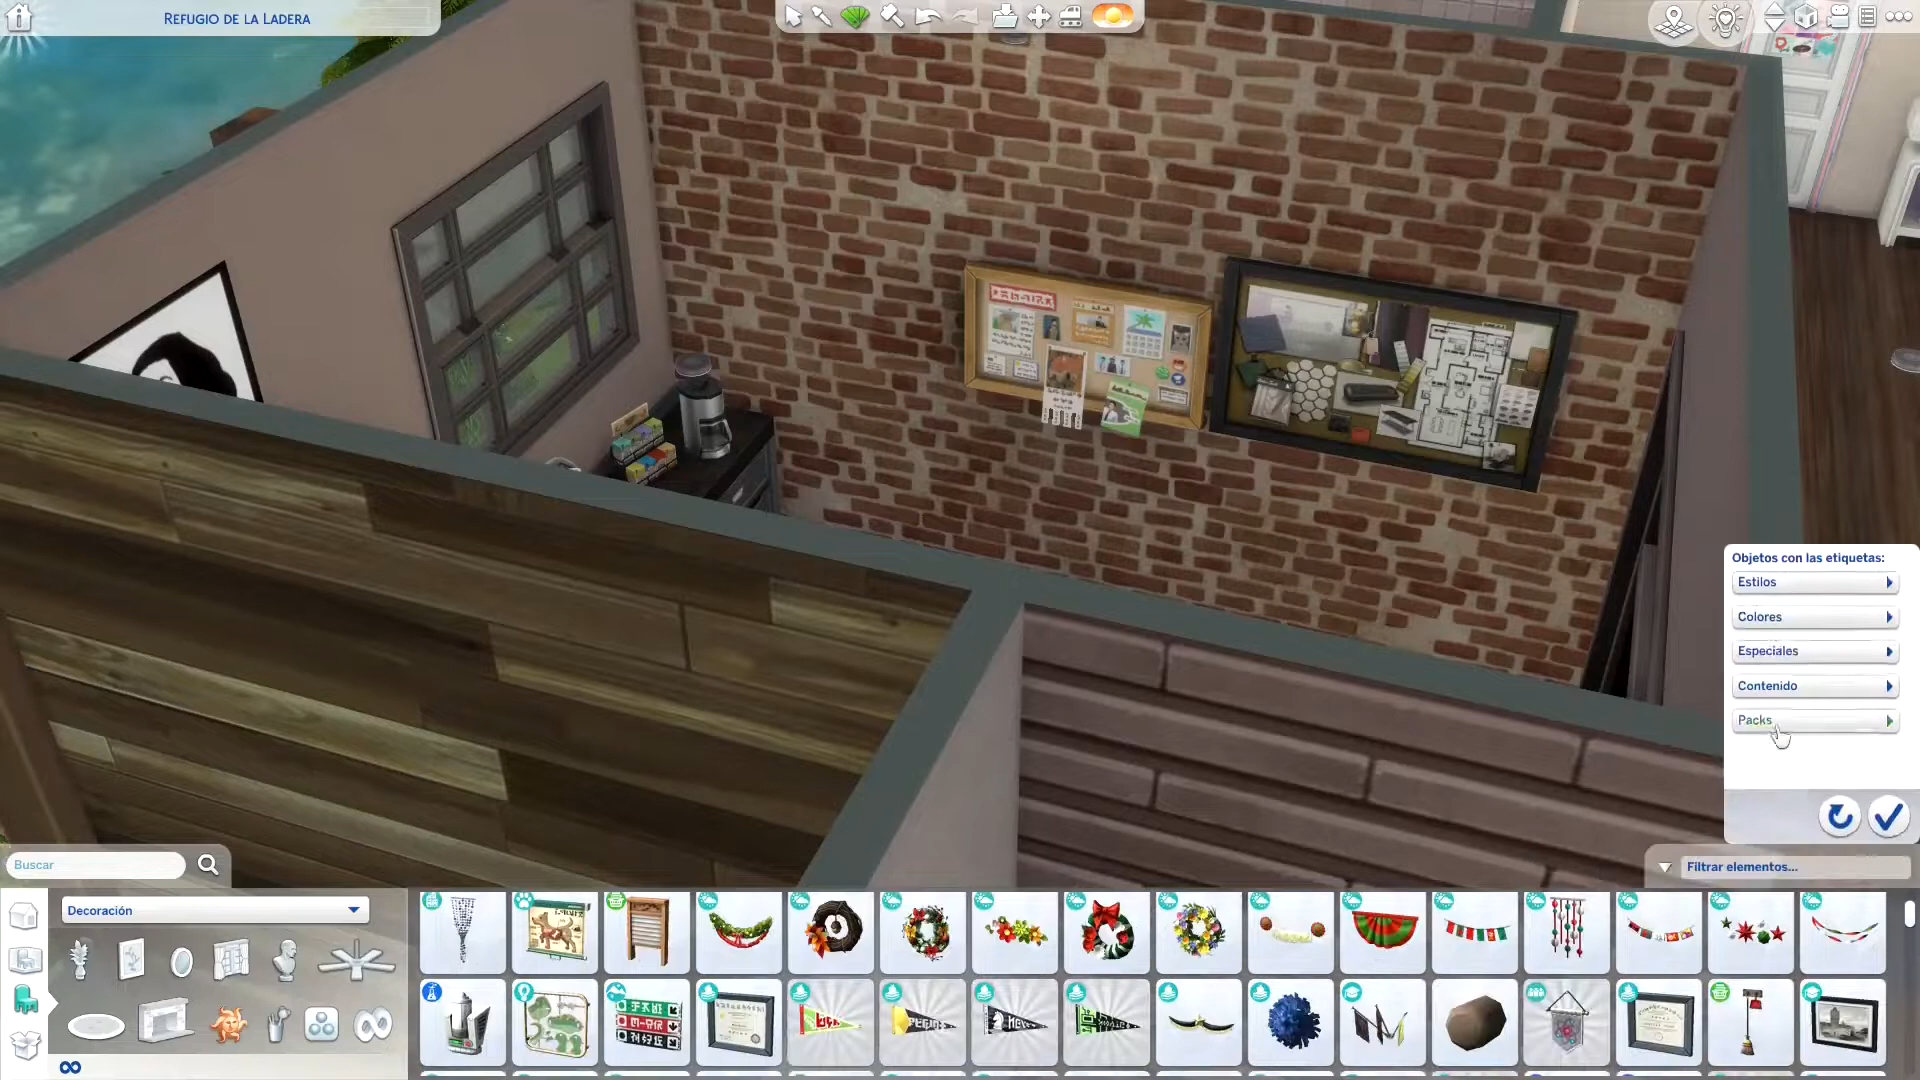 Refugio de la Ladera
Objetos con las etiquetas:
Estilos
Colores
Especiales
Contenido
Packs
Buscar
Filtrar elementos...
Decoración